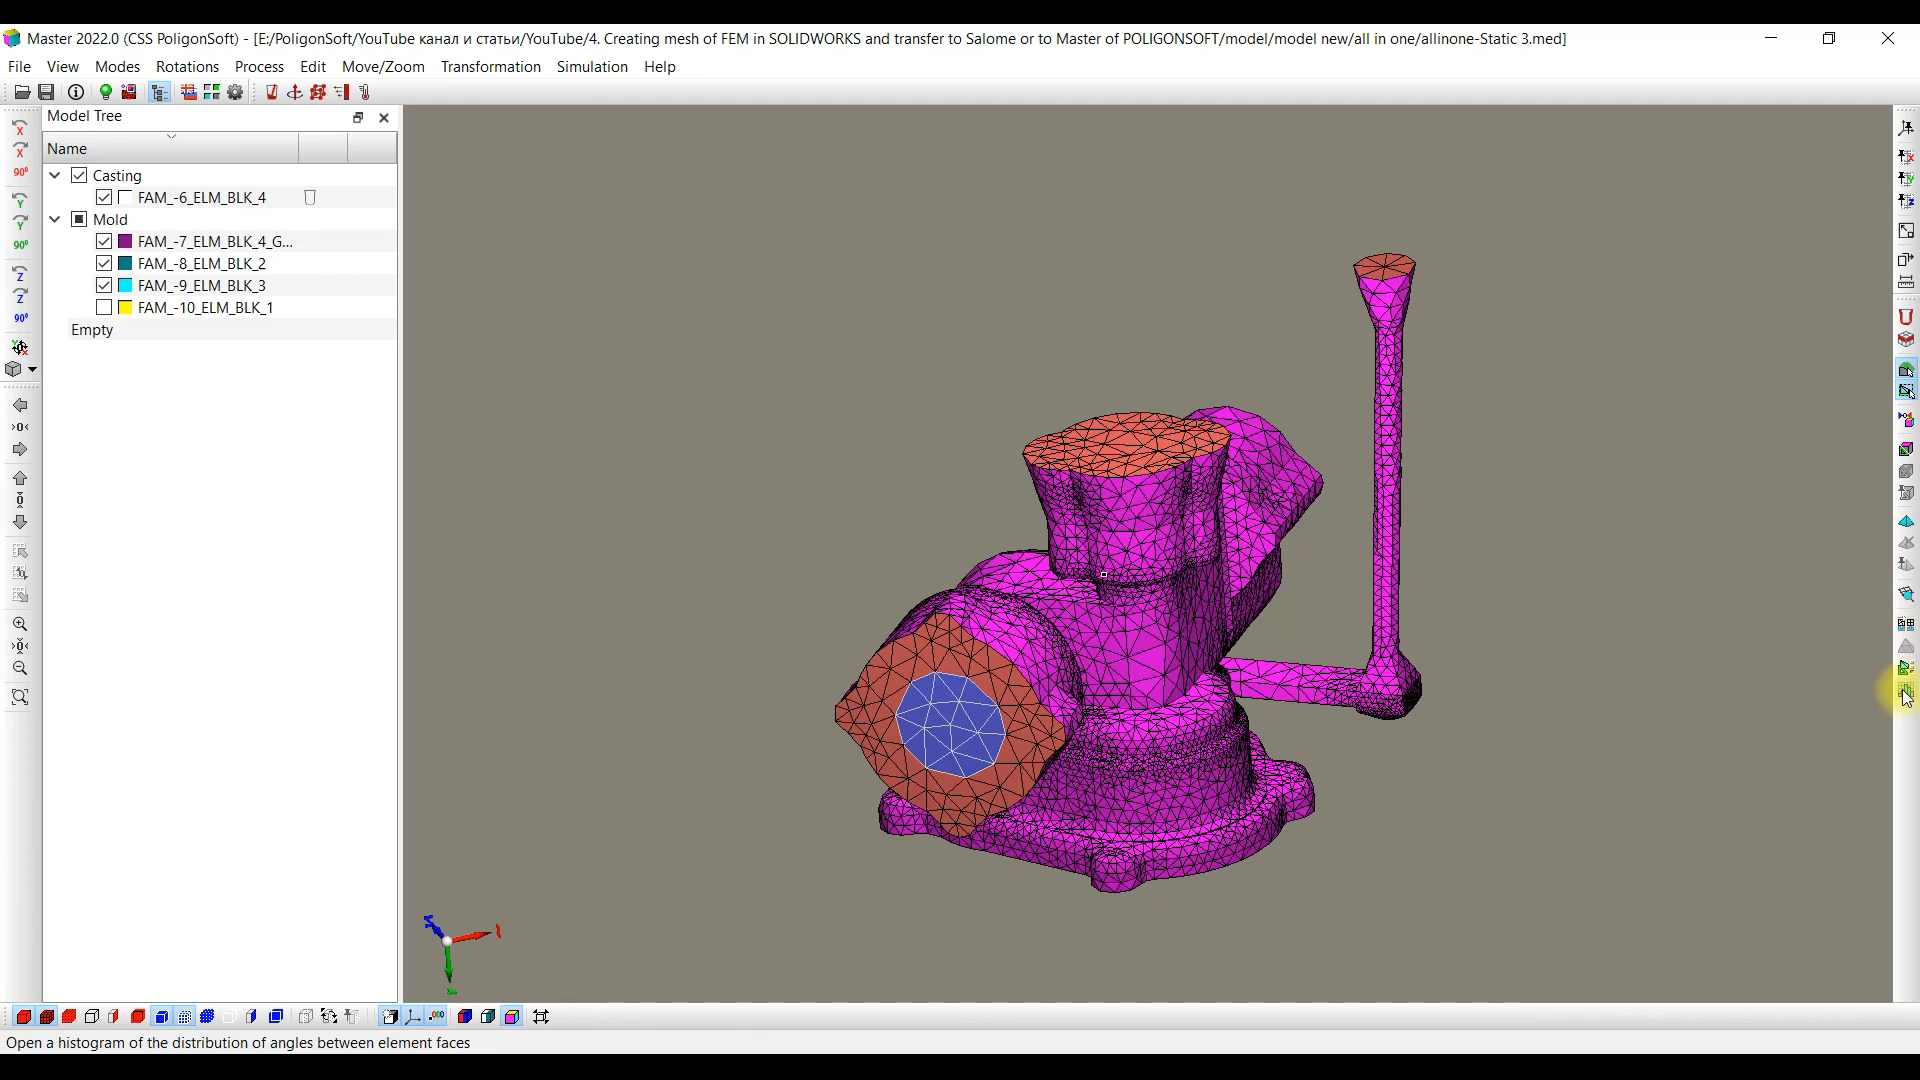 Master 2022.0 (CSS PoligonSoft) - [E:/PoligonSoft/YouTube канал и статьи/YouTube/4. Creating mesh of FEM in SOLIDWORKS and transfer to Salome or to Master of POLIGONSOFT/model/model new/all in one/allinone-Static 3.med]
File View Modes Rotations Process Edit Move/Zoom Transformation Simulation Help
Model Tree
Name
Casting
FAM_-6_ELM_BLK_4
Mold
FAM_-7_ELM_BLK_4_G...
FAM_-8_ELM_BLK_2
FAM_-9_ELM_BLK_3
FAM_-10_ELM_BLK_1
Empty
X
X
90°
Y
Y
90°
Z
Z
90°
Open a histogram of the distribution of angles between element faces